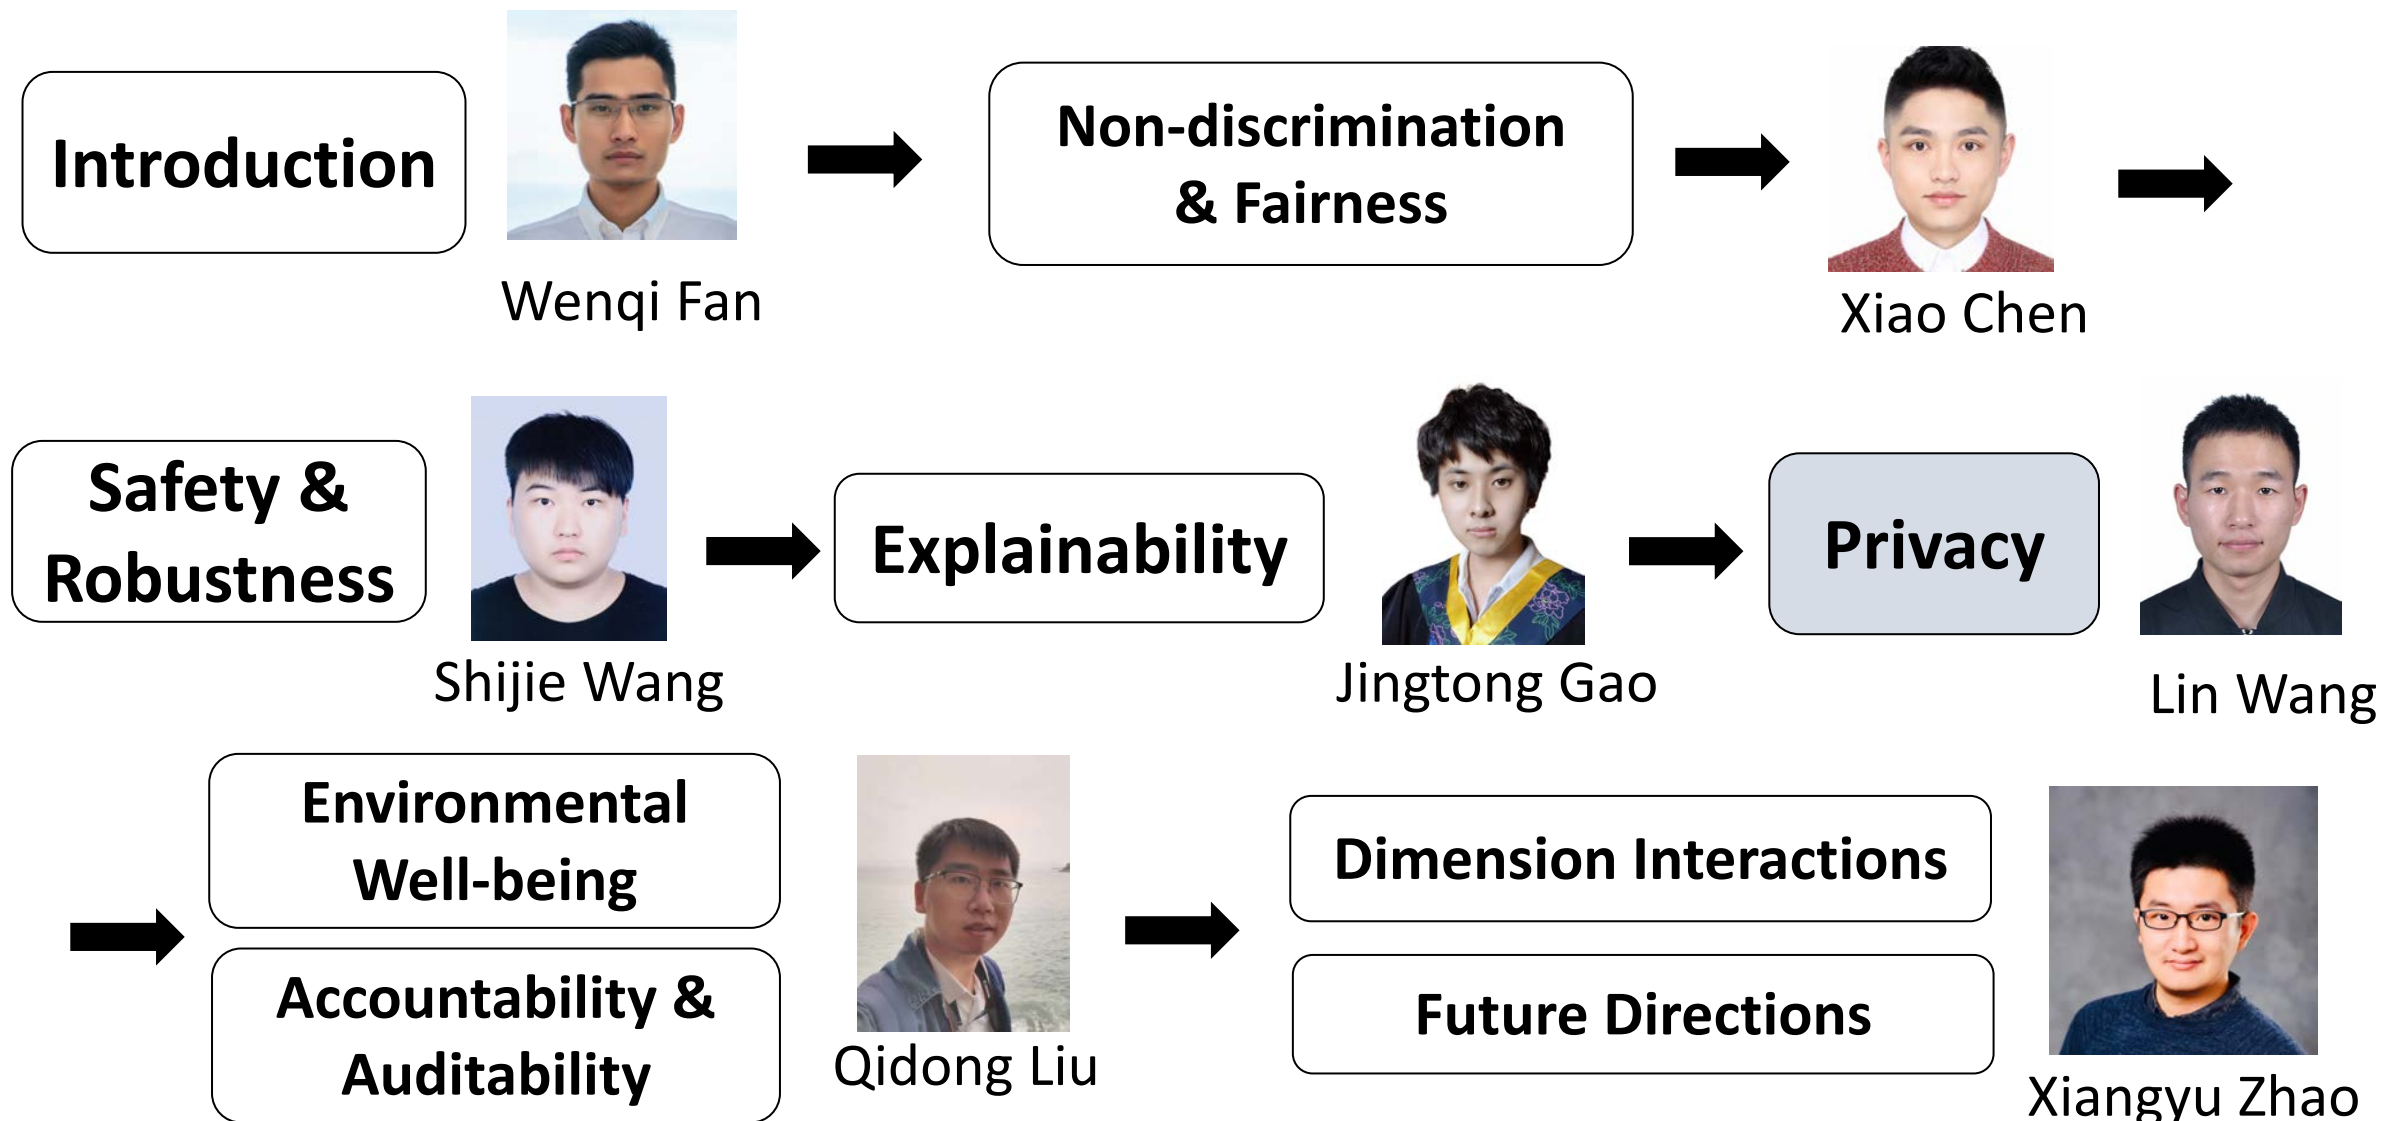 Introduction
Wenqi Fan
Non-discrimination
& Fairness
Xiao Chen
Safety &
Robustness
Shijie Wang
Explainability
Jingtong Gao
Privacy
Lin Wang
Environmental
Well-being
Accountability &
Auditability
Qidong Liu
Dimension Interactions
Future Directions
Xiangyu Zhao